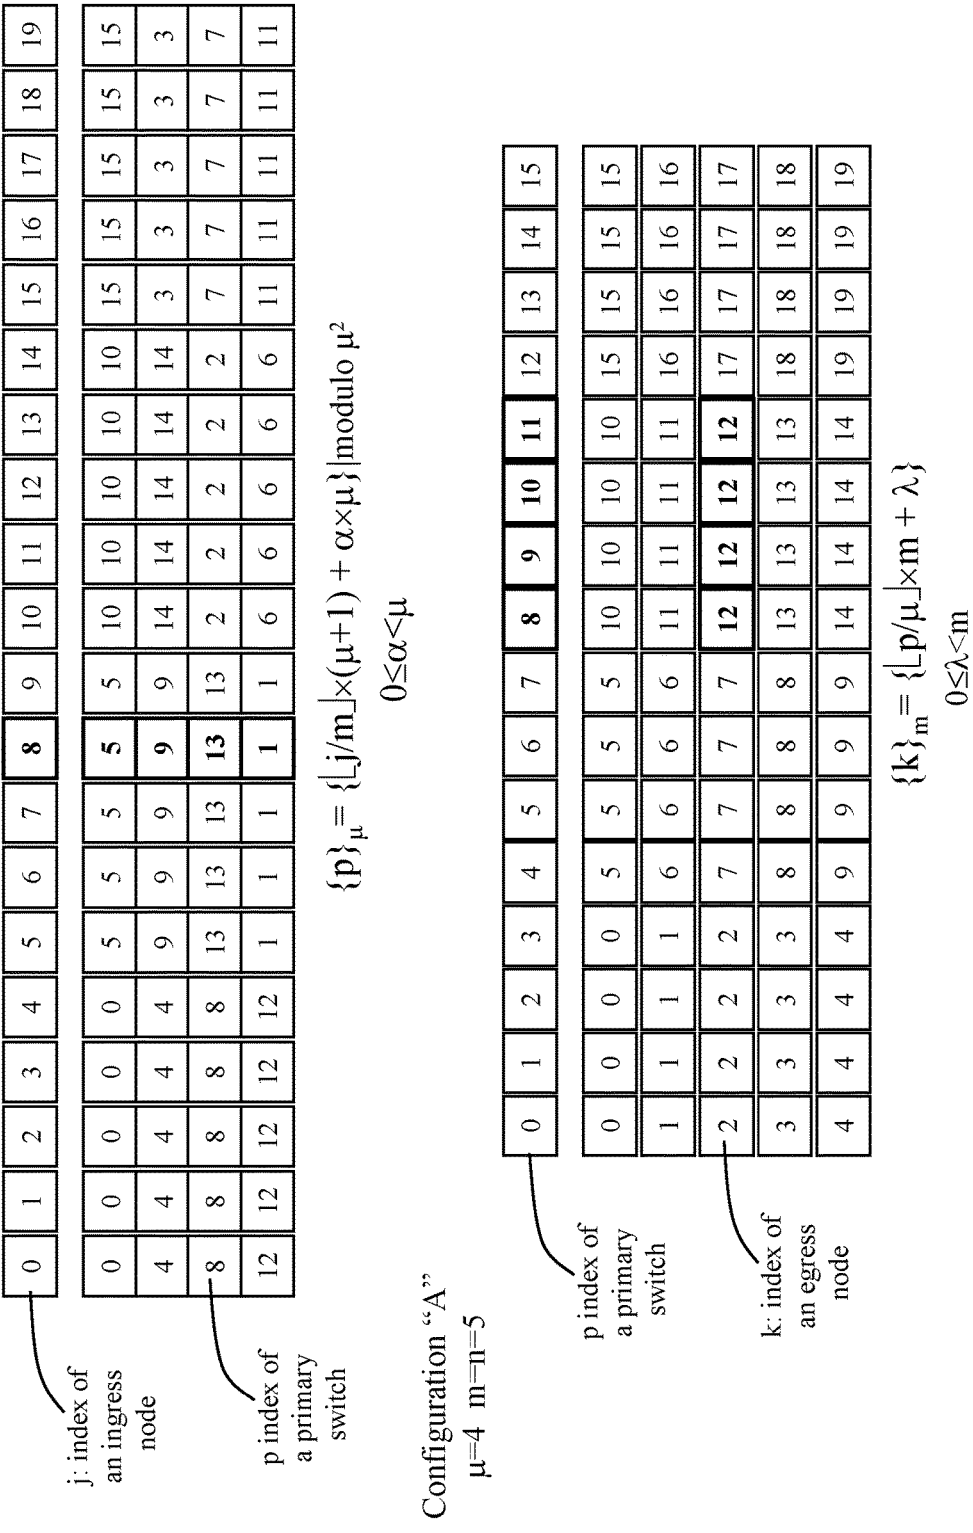 0 1 2 3 4 5 6 7 8 9 10 11 12 13 14 15 16 17 18 19
j: index of
an ingress
node
0 0 0 0 0 5 5 5 5 5 10 10 10 10 10 15 15 15 15 15
4 4 4 4 4 9 9 9 9 9 14 14 14 14 14 3 3 3 3 3
8 8 8 8 8 13 13 13 13 13 2 2 2 2 2 7 7 7 7 7
12 12 12 12 12 1 1 1 1 1 6 6 6 6 6 11 11 11 11 11
p index of
a primary
switch
{p}μ = {⌊j/m⌋×(μ+1) + α×μ}|modulo μ²
0≤α<μ
Configuration “A”
μ=4 m=n=5
0 1 2 3 4 5 6 7 8 9 10 11 12 13 14 15
p index of
a primary
switch
0 0 0 0 5 5 5 5 10 10 10 10 15 15 15 15
1 1 1 1 6 6 6 6 11 11 11 11 16 16 16 16
2 2 2 2 7 7 7 7 12 12 12 12 17 17 17 17
3 3 3 3 8 8 8 8 13 13 13 13 18 18 18 18
4 4 4 4 9 9 9 9 14 14 14 14 19 19 19 19
k: index of
an egress
node
{k}m = {⌊p/μ⌋×m + λ}
0≤λ<m